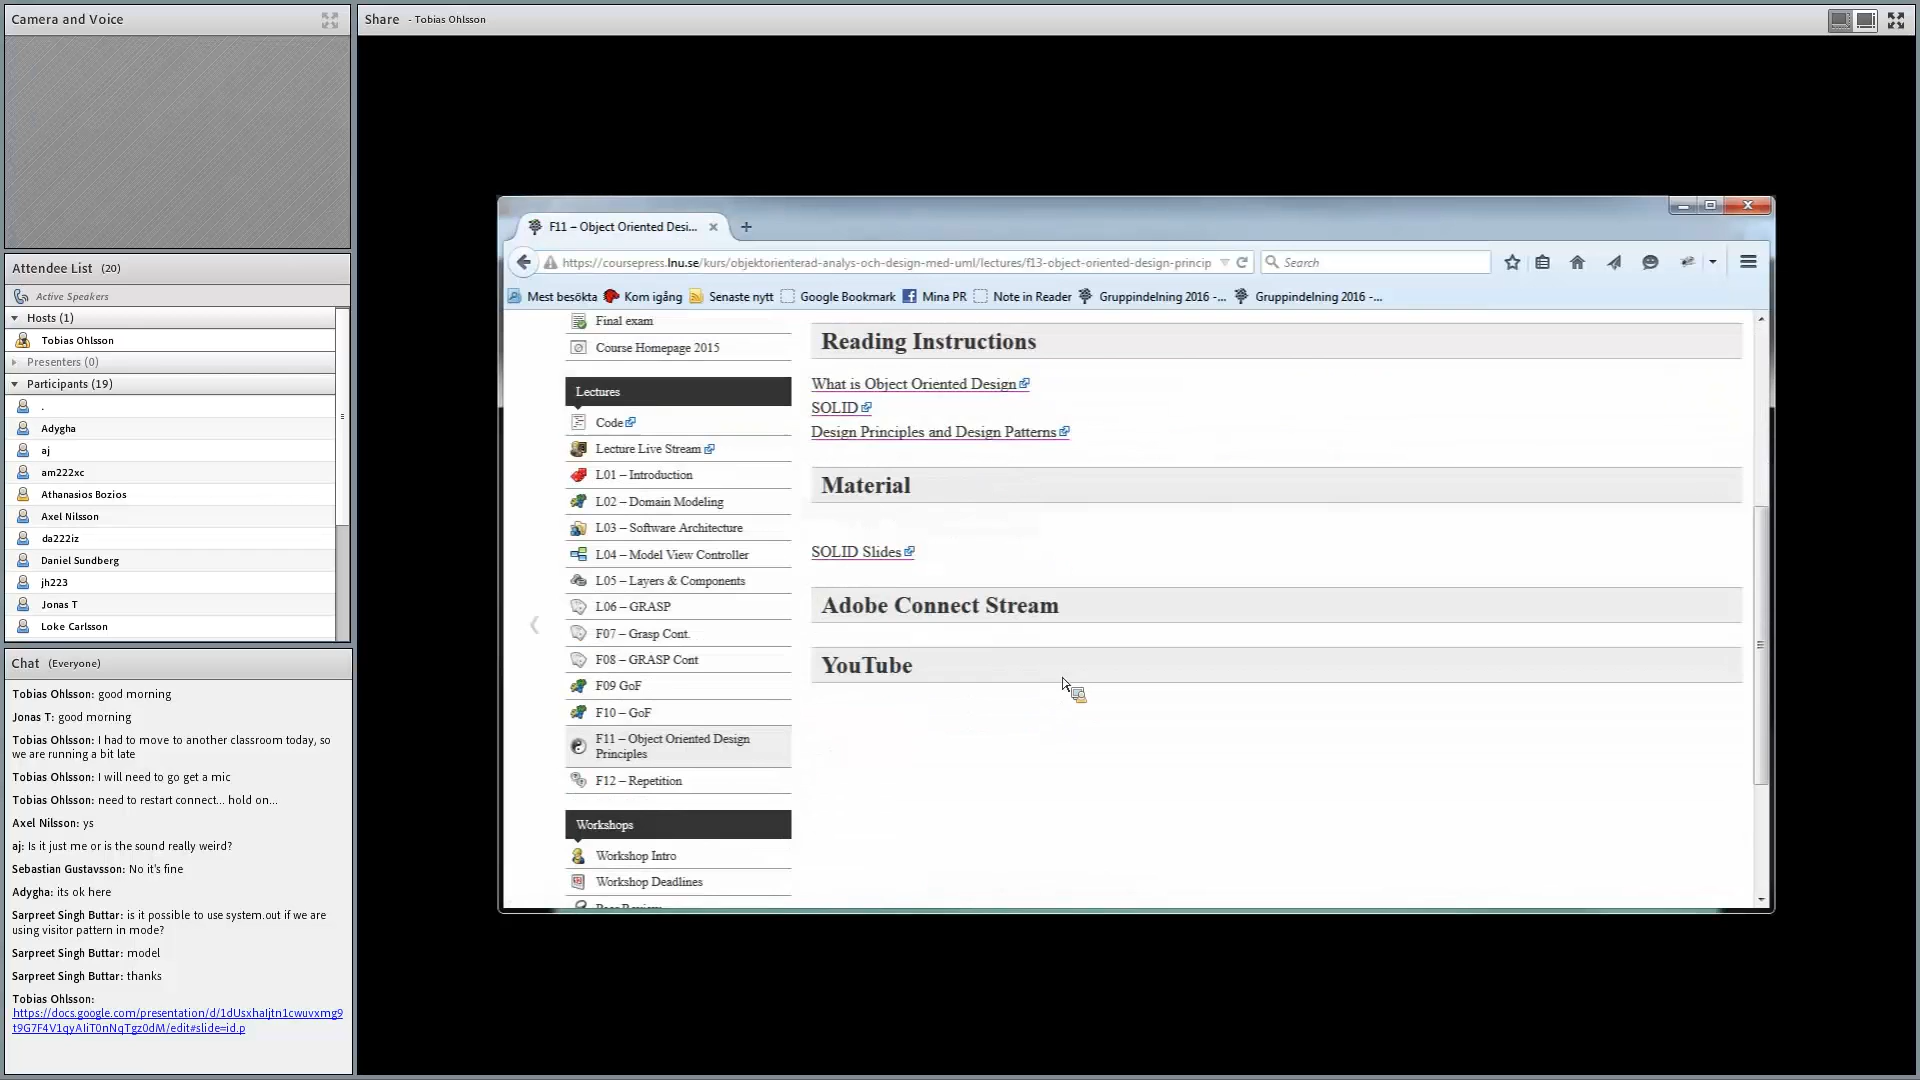 Camera and Voice
Share - Tobias Ohlsson
Attendee List (20)
Active Speakers
Hosts (1)
Tobias Ohlsson
Presenters (0)
Participants (19)
.
Adygha
aj
am222xc
Athanasios Bozios
Axel Nilsson
da222iz
Daniel Sundberg
jh223
Jonas T
Loke Carlsson
Chat (Everyone)
Tobias Ohlsson: good morning
Jonas T: good morning
Tobias Ohlsson: I had to move to another classroom today, so
we are running a bit late
Tobias Ohlsson: I will need to go get a mic
Tobias Ohlsson: need to restart connect... hold on...
Axel Nilsson: ys
aj: Is it just me or is the sound really weird?
Sebastian Gustavsson: No it's fine
Adygha: its ok here
Sarpreet Singh Buttar: is it possible to use system.out if we are
using visitor pattern in mode?
Sarpreet Singh Buttar: model
Sarpreet Singh Buttar: thanks
Tobias Ohlsson:
https://docs.google.com/presentation/d/1dUsxhaIjtn1cwuvxmg9
t9G7F4V1qyAIiT0nNqTgz0dM/edit#slide=id.p
F11 – Object Oriented Desi...
https://coursepress.lnu.se/kurs/objektorienterad-analys-och-design-med-uml/lectures/f13-object-oriented-design-princip
Search
Mest besökta
Kom igång
Senaste nytt
Google Bookmark
Mina PR
Note in Reader
Gruppindelning 2016 -...
Gruppindelning 2016 -...
Final exam
Course Homepage 2015
Lectures
Code
Lecture Live Stream
L01 – Introduction
L02 – Domain Modeling
L03 – Software Architecture
L04 – Model View Controller
L05 – Layers & Components
L06 – GRASP
F07 – Grasp Cont.
F08 – GRASP Cont
F09 GoF
F10 – GoF
F11 – Object Oriented Design
Principles
F12 – Repetition
Workshops
Workshop Intro
Workshop Deadlines
Peer Review
Reading Instructions
What is Object Oriented Design
SOLID
Design Principles and Design Patterns
Material
SOLID Slides
Adobe Connect Stream
YouTube